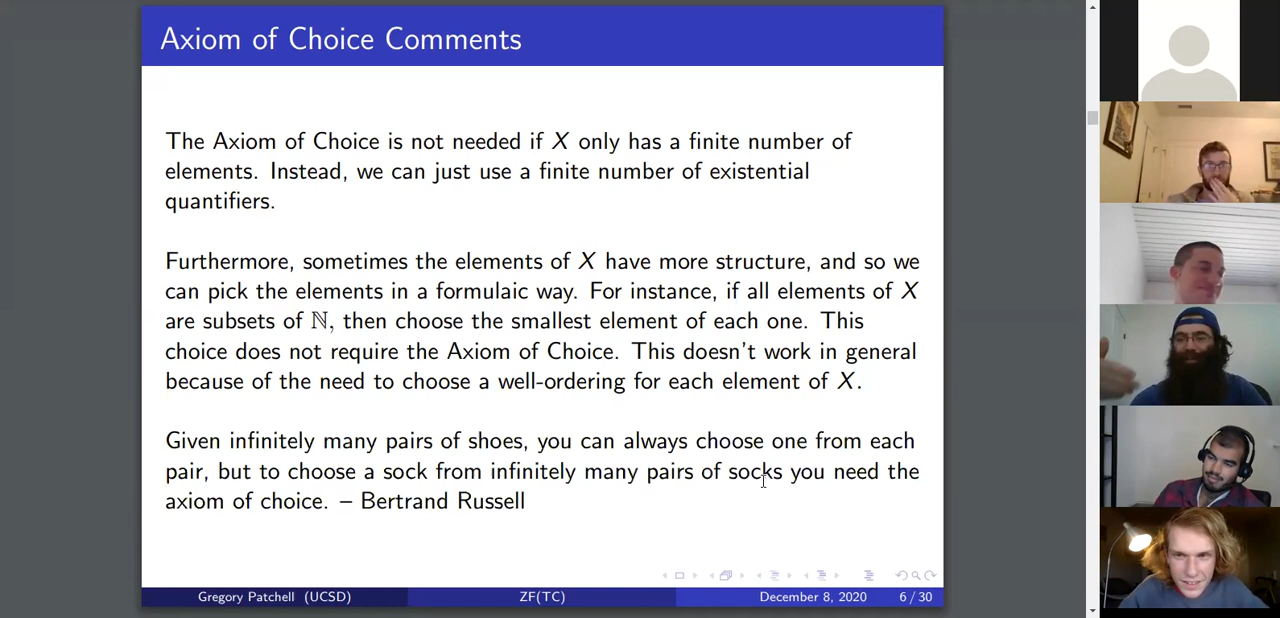 Axiom of Choice Comments
The Axiom of Choice is not needed if X only has a finite number of
elements. Instead, we can just use a finite number of existential
quantifiers.
Furthermore, sometimes the elements of X have more structure, and so we
can pick the elements in a formulaic way. For instance, if all elements of X
are subsets of ℕ, then choose the smallest element of each one. This
choice does not require the Axiom of Choice. This doesn't work in general
because of the need to choose a well-ordering for each element of X.
Given infinitely many pairs of shoes, you can always choose one from each
pair, but to choose a sock from infinitely many pairs of socks you need the
axiom of choice. – Bertrand Russell
Gregory Patchell (UCSD) ZF(TC) December 8, 2020 6 / 30